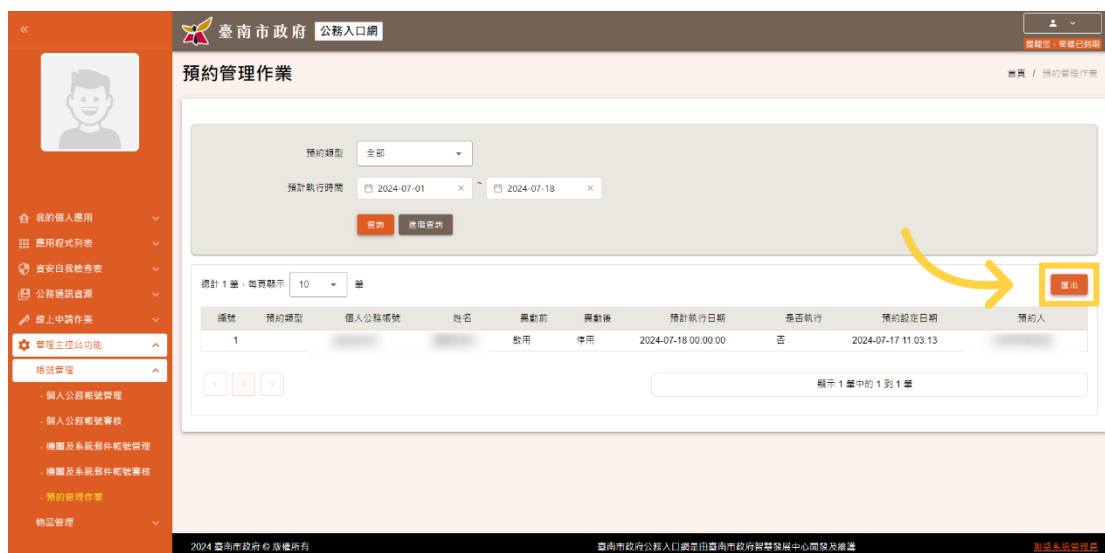 臺南市政府 公務入口網
提醒您，密碼已到期
預約管理作業
首頁 / 預約管理作業
預約類型 全部
預計執行時間 2024-07-01 ~ 2024-07-18
查詢 進階查詢
總計 1 筆，每頁顯示 10 筆
匯出
編號 預約類型 個人公務帳號 姓名 異動前 異動後 預計執行日期 是否執行 預約設定日期 預約人
1 啟用 停用 2024-07-18 00:00:00 否 2024-07-17 11:03:13
1
顯示 1 筆中的 1 到 1 筆
我的個人應用
應用程式列表
資安自我檢查表
公務通訊資源
線上申請作業
管理主控台功能
帳號管理
- 個人公務帳號管理
- 個人公務帳號審核
- 機關及系統郵件帳號管理
- 機關及系統郵件帳號審核
- 預約管理作業
物品管理
2024 臺南市政府 © 版權所有
臺南市政府公務入口網是由臺南市政府智慧發展中心開發及維護
聯絡系統管理員